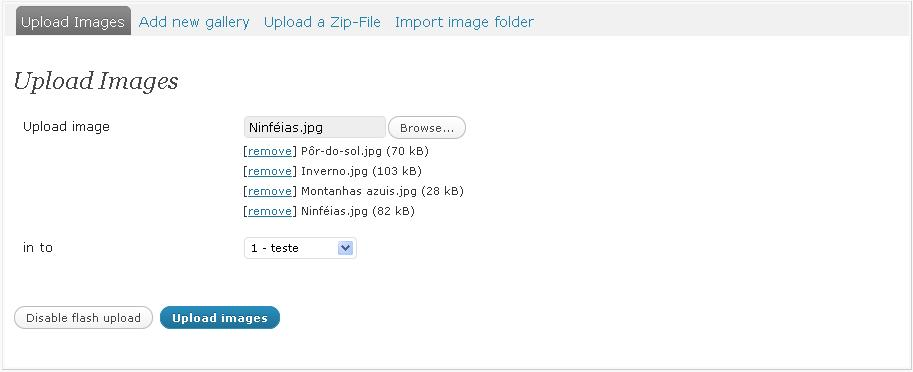 Upload Images Add new gallery Upload a Zip-File Import image folder
Upload Images
Upload image Ninféias.jpg Browse...
[remove] Pôr-do-sol.jpg (70 kB)
[remove] Inverno.jpg (103 kB)
[remove] Montanhas azuis.jpg (28 kB)
[remove] Ninféias.jpg (82 kB)
in to 1 - teste
Disable flash upload Upload images